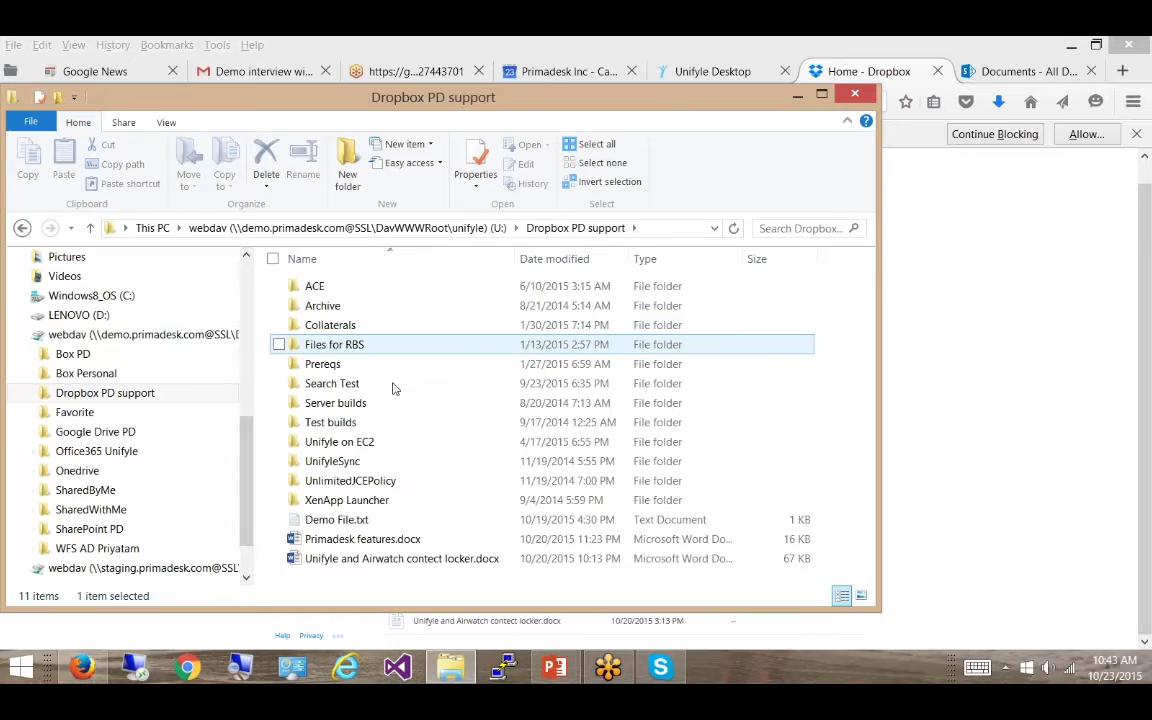 File Edit View History Bookmarks Tools Help
Google News Demo interview wi... https://g...27443701 Primadesk Inc - Ca... Unifyle Desktop Home - Dropbox Documents - All D...
Dropbox PD support
File Home Share View
Continue Blocking Allow...
Copy Paste Cut Copy path Paste shortcut Move to Copy to Delete Rename New folder New item Easy access Properties Open Edit History Select all Select none Invert selection
Clipboard Organize New Open Select
This PC webdav (\\demo.primadesk.com@SSL\DavWWWRoot\unifyle) (U:) Dropbox PD support Search Dropbox...
Name Date modified Type Size
Pictures
Videos
Windows8_OS (C:)
LENOVO (D:)
webdav (\\demo.primadesk.com@SSL\D
Box PD
Box Personal
Dropbox PD support
Favorite
Google Drive PD
Office365 Unifyle
Onedrive
SharedByMe
SharedWithMe
SharePoint PD
WFS AD Priyatam
webdav (\\staging.primadesk.com@SSL\
ACE 6/10/2015 3:15 AM File folder
Archive 8/21/2014 5:14 AM File folder
Collaterals 1/30/2015 7:14 PM File folder
Files for RBS 1/13/2015 2:57 PM File folder
Prereqs 1/27/2015 6:59 AM File folder
Search Test 9/23/2015 6:35 PM File folder
Server builds 8/20/2014 7:13 AM File folder
Test builds 9/17/2014 12:25 AM File folder
Unifyle on EC2 4/17/2015 6:55 PM File folder
UnifyleSync 11/19/2014 5:55 PM File folder
UnlimitedJCEPolicy 11/19/2014 7:00 PM File folder
XenApp Launcher 9/4/2014 5:59 PM File folder
Demo File.txt 10/19/2015 4:30 PM Text Document 1 KB
Primadesk features.docx 10/20/2015 11:23 PM Microsoft Word Do... 16 KB
Unifyle and Airwatch contect locker.docx 10/20/2015 10:13 PM Microsoft Word Do... 67 KB
11 items 1 item selected
Unifyle and Airwatch contect locker.docx 10/20/2015 3:13 PM --
Help Privacy
10:43 AM
10/23/2015